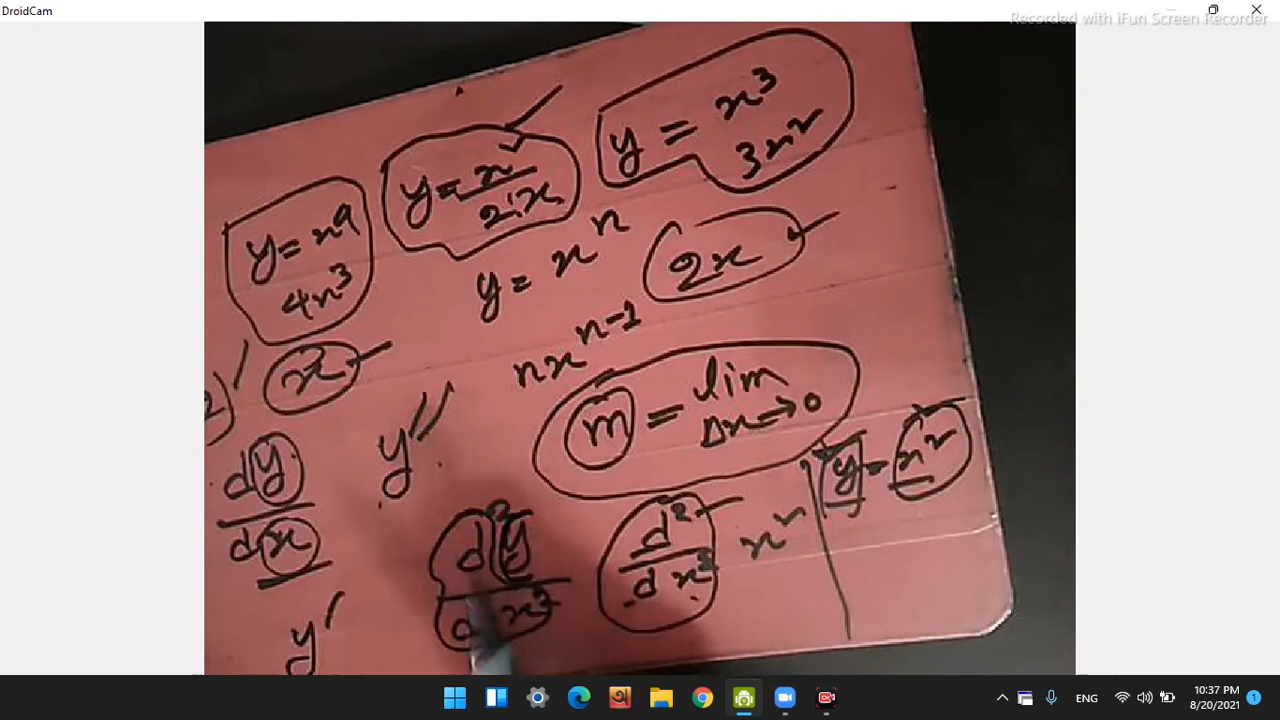 DroidCam
Recorded with iFun Screen Recorder
y = x³
3x²
y = x²
2x
y = x⁴
4x³
y = xⁿ
2x
nxⁿ⁻¹
x
m = lim
Δx→0
y = x²
y′′
dy
dx
d²y
dx²
d²
dx²
x²
y′
ENG
10:37 PM
8/20/2021
1